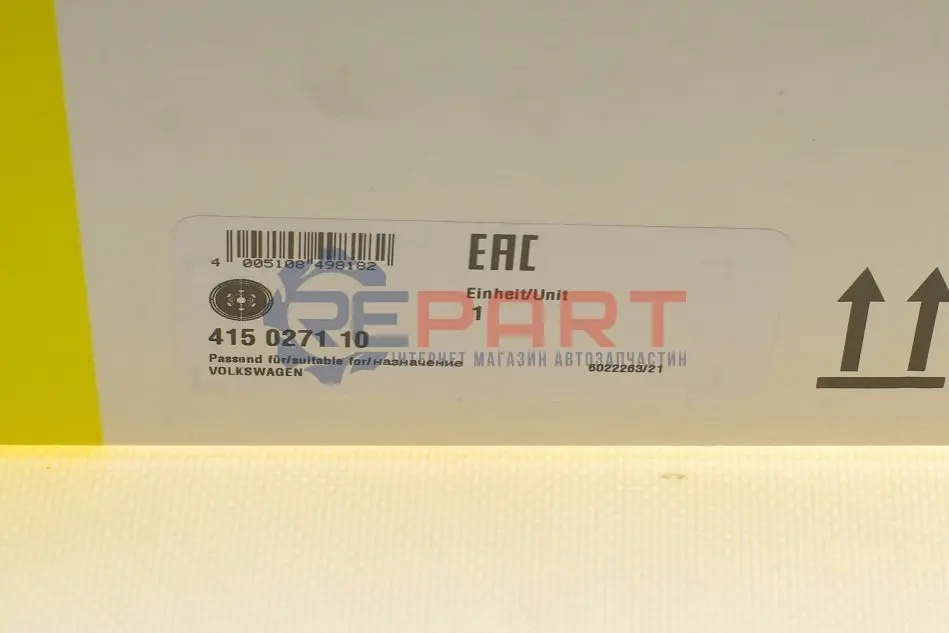 4 005108 498182
EAC
Einheit/Unit
1
REPART
415 0271 10
Passend für/suitable for/назначение
ІНТЕРНЕТ МАГАЗИН АВТОЗАПЧАСТИН
VOLKSWAGEN
6022263/21